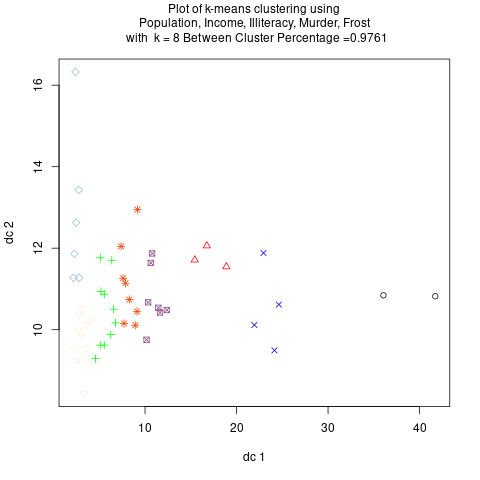 Plot of k-means clustering using
Population, Income, Illiteracy, Murder, Frost
with k = 8 Between Cluster Percentage =0.9761
16
14
12
10
dc 2
10
20
30
40
dc 1